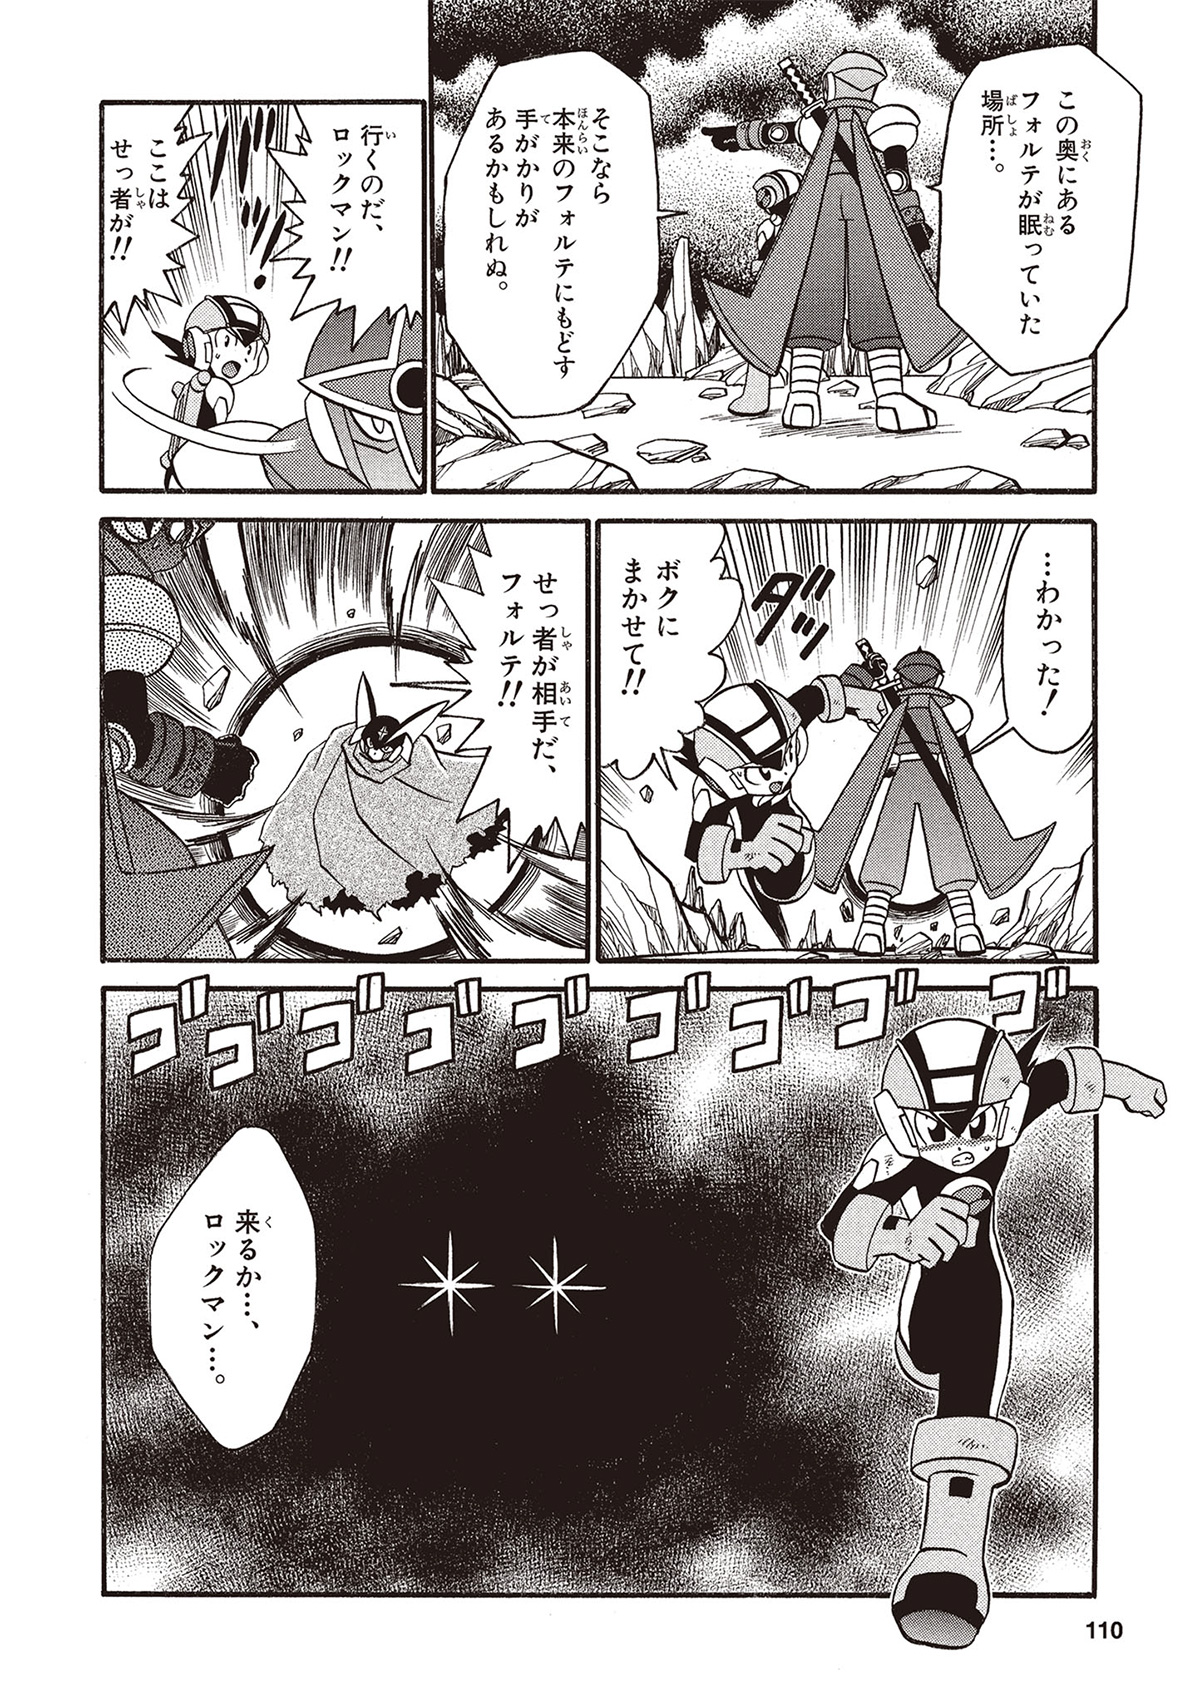 この奥にある
フォルテが眠っていた
場所…。
そこなら
本来のフォルテにもどす
手がかりが
あるかもしれぬ。
行くのだ、
ロックマン!!
ここは
せっ者が!!
…わかった!
ダッ
ボクに
まかせて!!
せっ者が相手だ、
フォルテ!!
ゴゴゴゴゴゴゴゴゴゴ
来るか…、
ロックマン…。
110